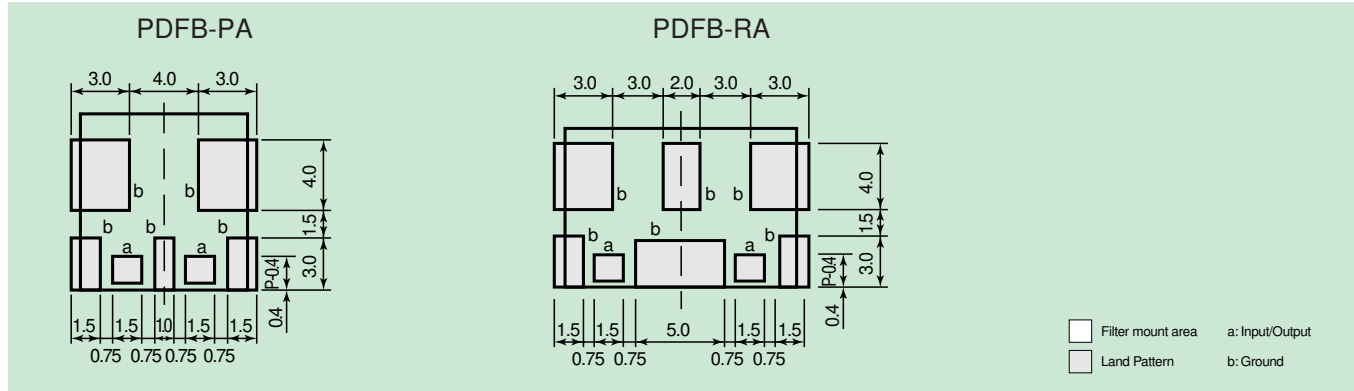 PDFB-PA
PDFB-RA
3.0 4.0 3.0
3.0 3.0 2.0 3.0 3.0
b b
4.0
b b b
4.0
b b b
1.5
b b b
1.5
a a
P-0.4
3.0
a a
P-0.4
3.0
0.4
0.4
1.5 1.5 1.0 1.5 1.5
0.75 0.75 0.75 0.75
1.5 1.5 5.0 1.5 1.5
0.75 0.75 0.75 0.75
Filter mount area a: Input/Output
Land Pattern b: Ground